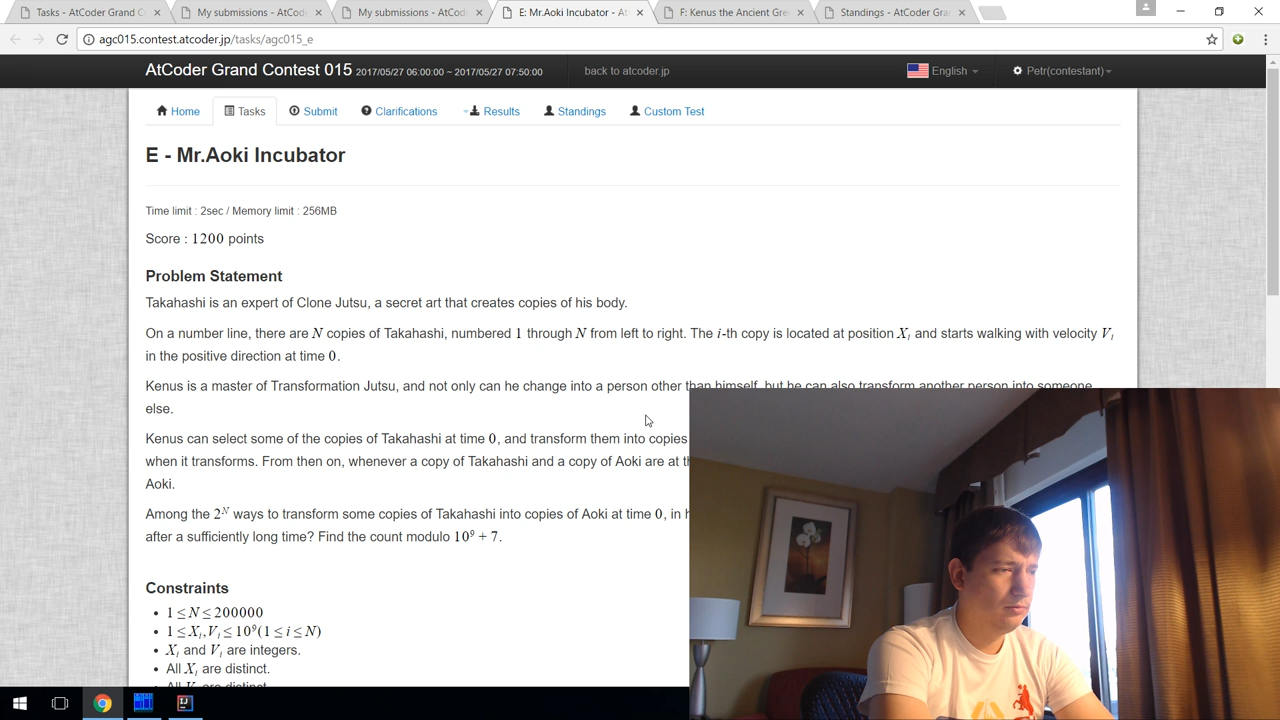 Tasks - AtCoder Grand C
My submissions - AtCod
My submissions - AtCod
E: Mr.Aoki Incubator - At
F: Kenus the Ancient Gre
Standings - AtCoder Gran
agc015.contest.atcoder.jp/tasks/agc015_e
AtCoder Grand Contest 015 2017/05/27 06:00:00 ~ 2017/05/27 07:50:00 back to atcoder.jp English Petr(contestant)
Home Tasks Submit Clarifications Results Standings Custom Test
E - Mr.Aoki Incubator
Time limit : 2sec / Memory limit : 256MB
Score : 1200 points
Problem Statement
Takahashi is an expert of Clone Jutsu, a secret art that creates copies of his body.
On a number line, there are N copies of Takahashi, numbered 1 through N from left to right. The i-th copy is located at position Xi and starts walking with velocity Vi
in the positive direction at time 0.
Kenus is a master of Transformation Jutsu, and not only can he change into a person other than himself, but he can also transform another person into someone
else.
Kenus can select some of the copies of Takahashi at time 0, and transform them into copies
when it transforms. From then on, whenever a copy of Takahashi and a copy of Aoki are at
Aoki.
Among the 2^N ways to transform some copies of Takahashi into copies of Aoki at time 0, in
after a sufficiently long time? Find the count modulo 10^9 + 7.
Constraints
• 1 ≤ N ≤ 200000
• 1 ≤ Xi, Vi ≤ 10^9(1 ≤ i ≤ N)
• Xi and Vi are integers.
• All Xi are distinct.